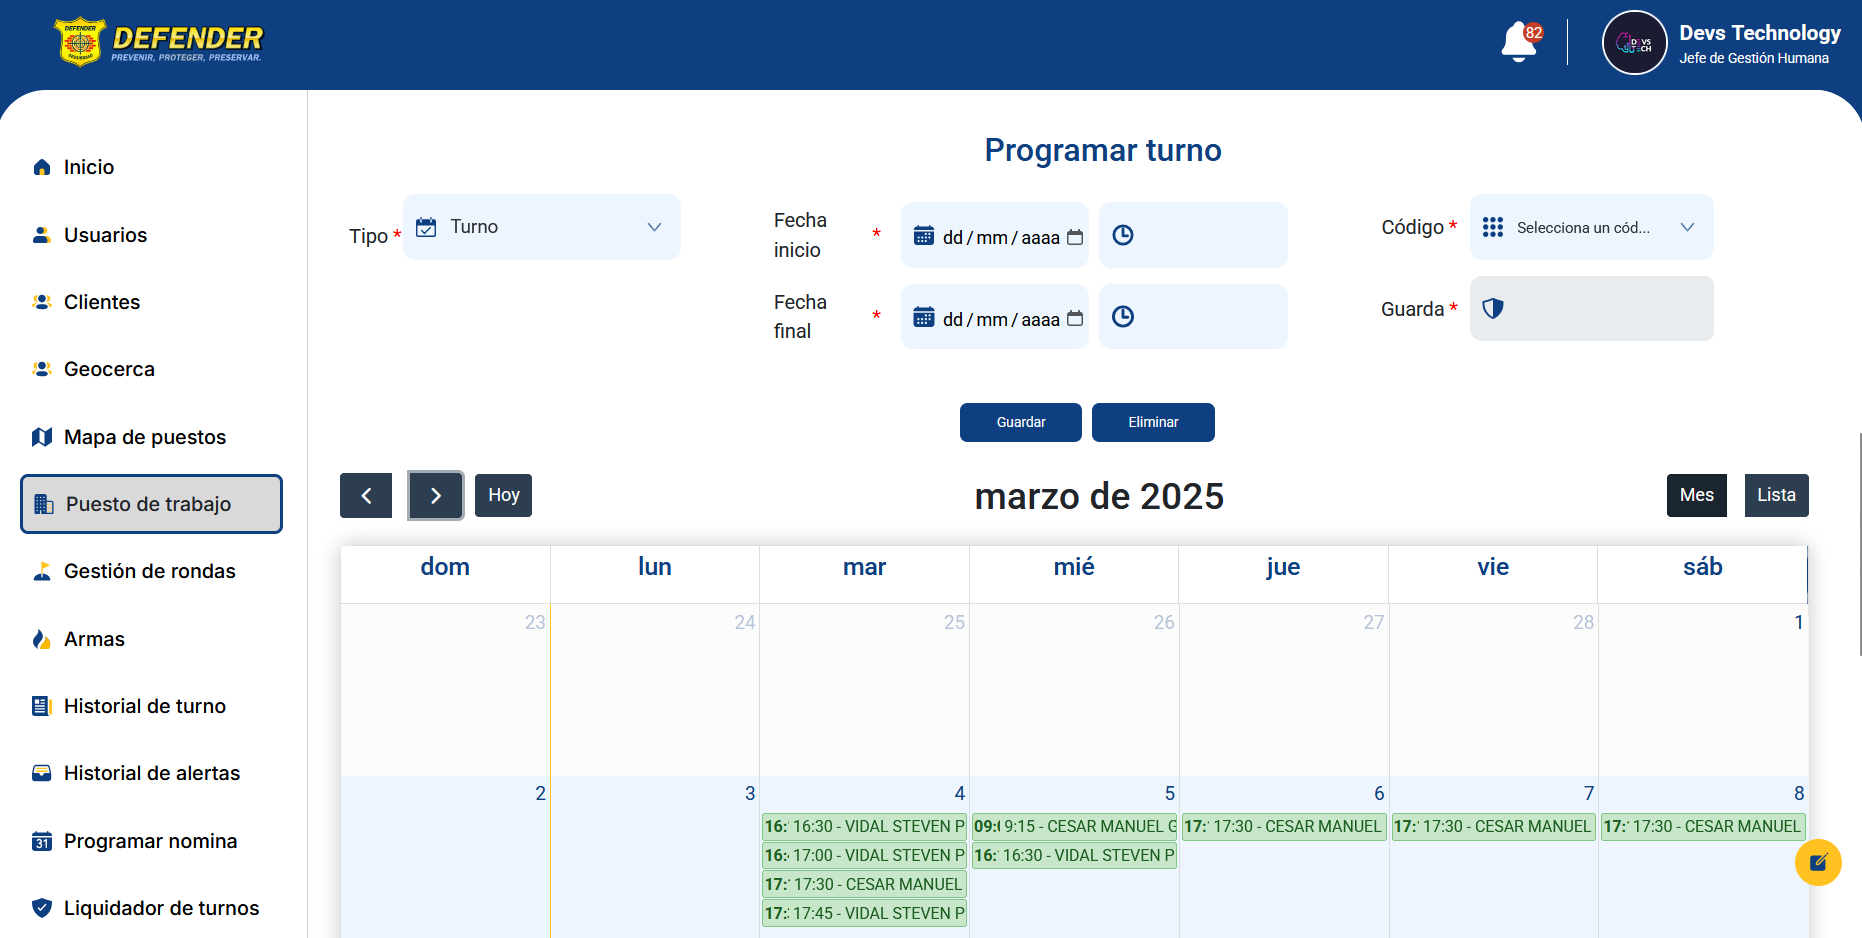 DEFENDER
SEGURIDAD
DEFENDER
PREVENIR, PROTEGER, PRESERVAR.
82
DEVS
TECH
Devs Technology
Jefe de Gestión Humana
Inicio
Usuarios
Clientes
Geocerca
Mapa de puestos
Puesto de trabajo
Gestión de rondas
Armas
Historial de turno
Historial de alertas
31
Programar nomina
Liquidador de turnos
Programar turno
Tipo *
Turno
Fecha inicio *
dd/mm/aaaa
Fecha final *
dd/mm/aaaa
Código *
Selecciona un cód...
Guarda *
Guardar
Eliminar
Hoy
marzo de 2025
Mes
Lista
dom lun mar mié jue vie sáb
23 24 25 26 27 28 1
2 3 4 5 6 7 8
16: 16:30 - VIDAL STEVEN P
16: 17:00 - VIDAL STEVEN P
17: 17:30 - CESAR MANUEL
17: 17:45 - VIDAL STEVEN P
09: 9:15 - CESAR MANUEL G
16: 16:30 - VIDAL STEVEN P
17: 17:30 - CESAR MANUEL
17: 17:30 - CESAR MANUEL
17: 17:30 - CESAR MANUEL